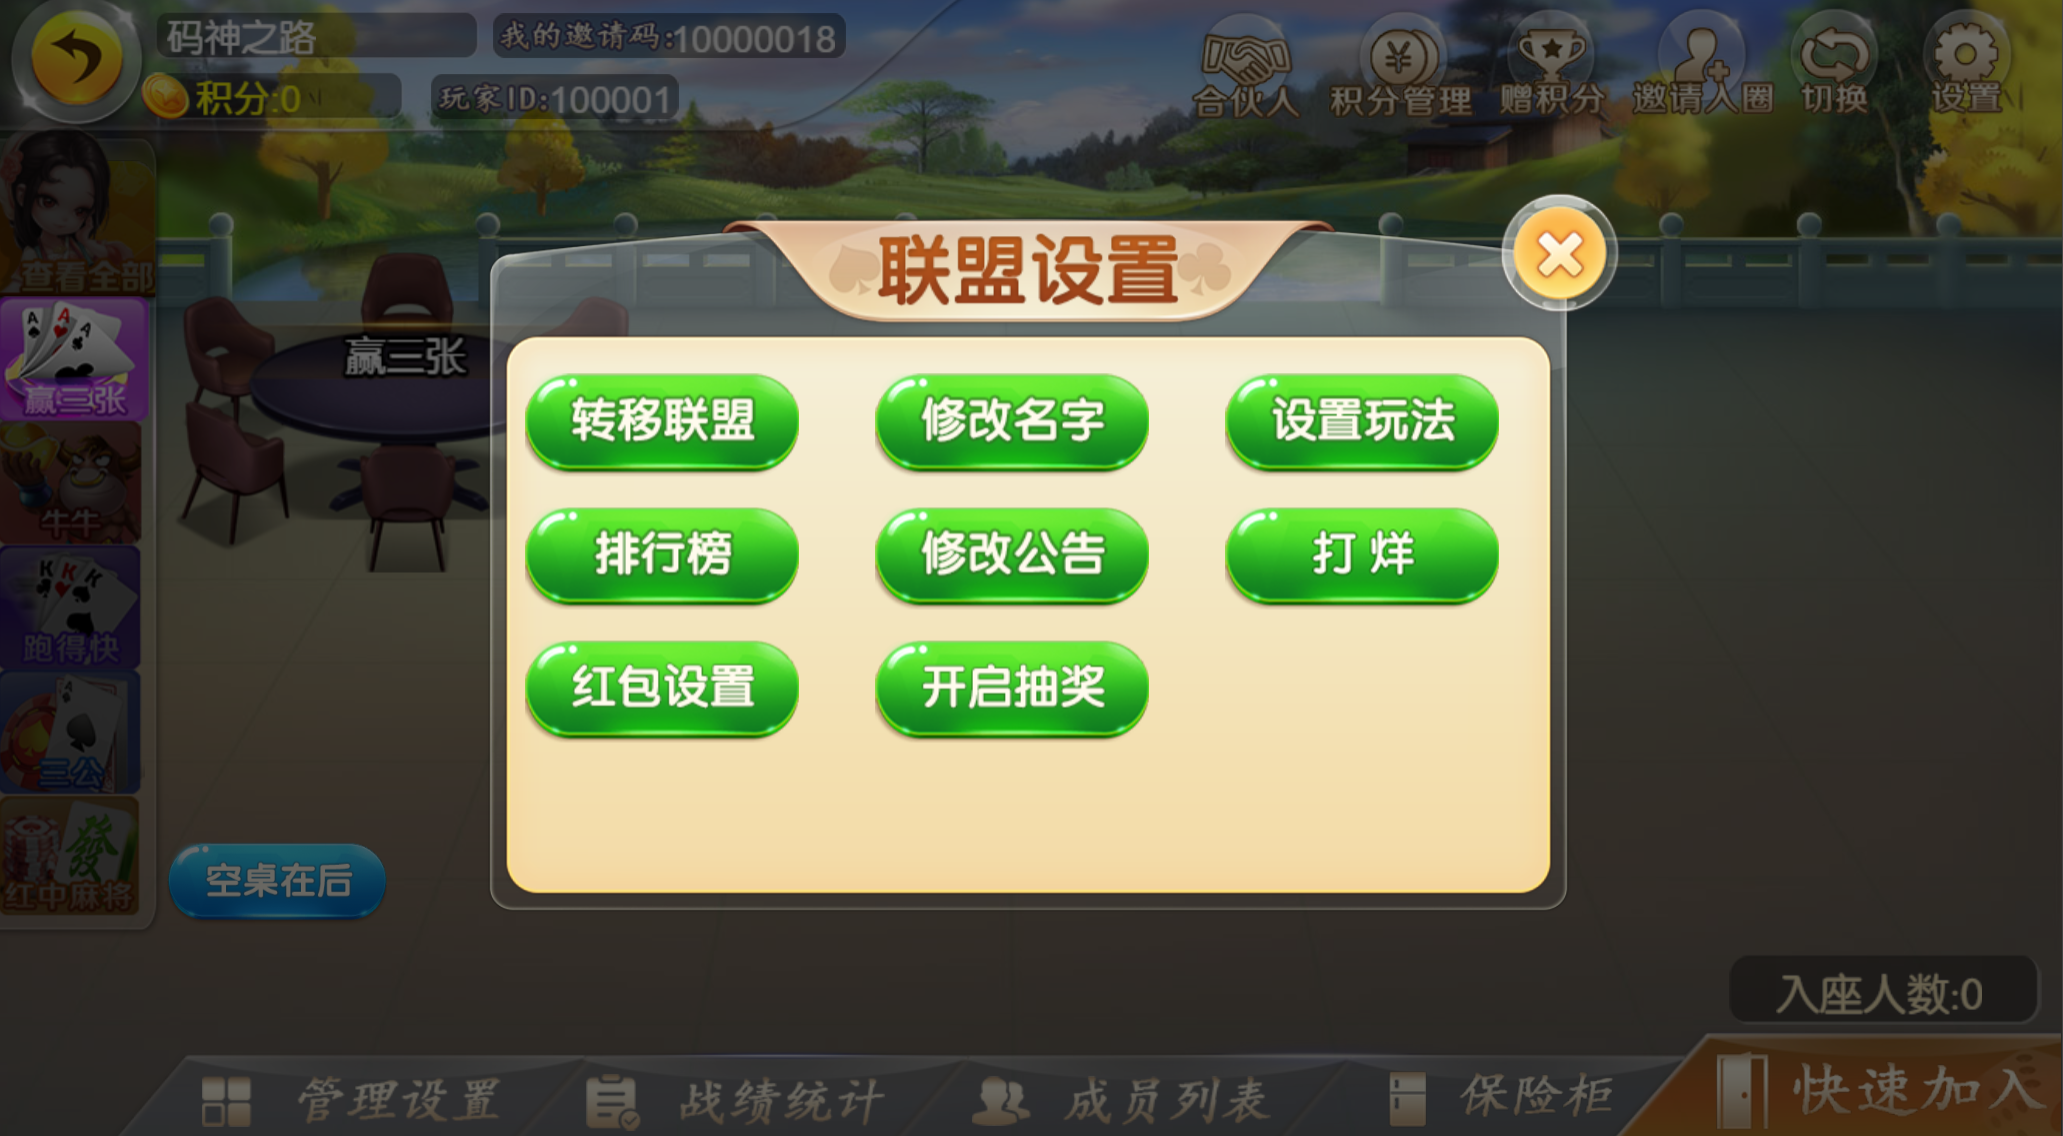 码神之路
我的邀请码:10000018
积分:0
玩家ID:100001
合伙人
积分管理
赠积分
邀请入圈
切换
设置
联盟设置
查看全部
赢三张
牛牛
跑得快
三公
红中麻将
赢三张
转移联盟
修改名字
设置玩法
排行榜
修改公告
打烊
红包设置
开启抽奖
空桌在后
入座人数:0
管理设置
战绩统计
成员列表
保险柜
快速加入